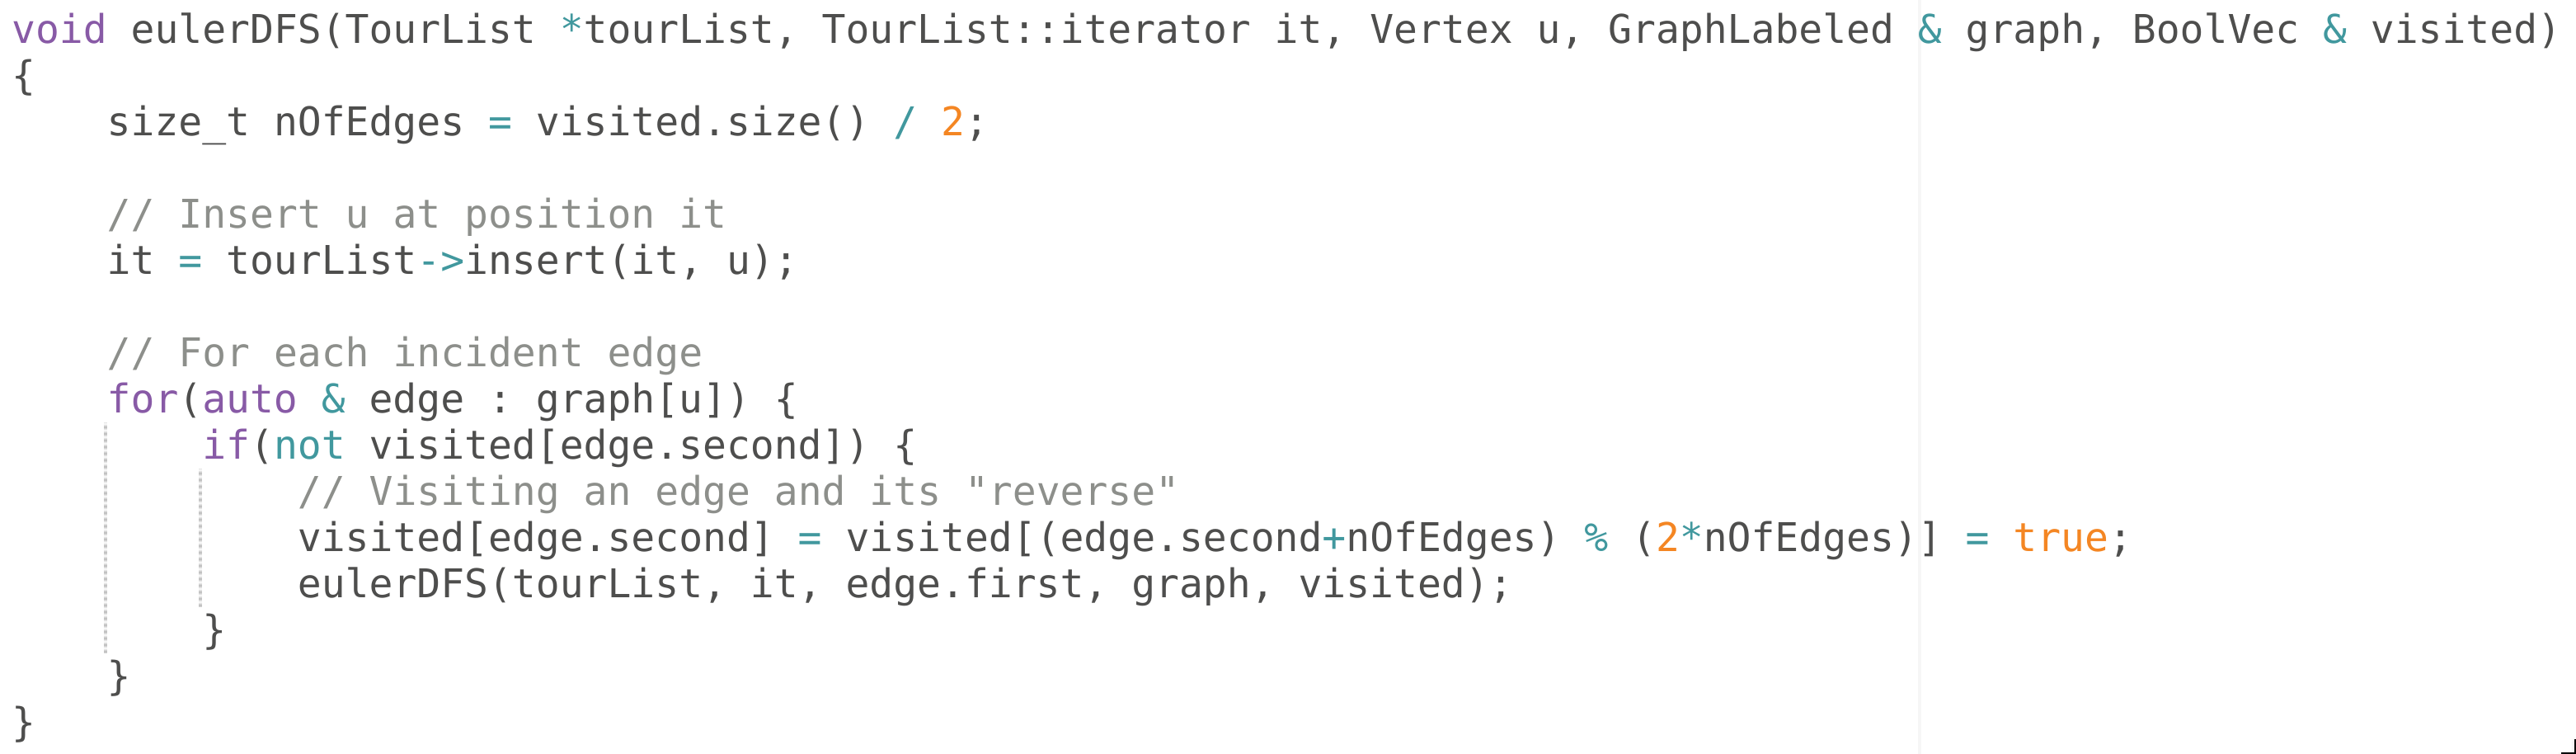 void eulerDFS(TourList *tourList, TourList::iterator it, Vertex u, GraphLabeled & graph, BoolVec & visited)
{
    size_t nOfEdges = visited.size() / 2;

    // Insert u at position it
    it = tourList->insert(it, u);

    // For each incident edge
    for(auto & edge : graph[u]) {
        if(not visited[edge.second]) {
            // Visiting an edge and its "reverse"
            visited[edge.second] = visited[(edge.second+nOfEdges) % (2*nOfEdges)] = true;
            eulerDFS(tourList, it, edge.first, graph, visited);
        }
    }
}